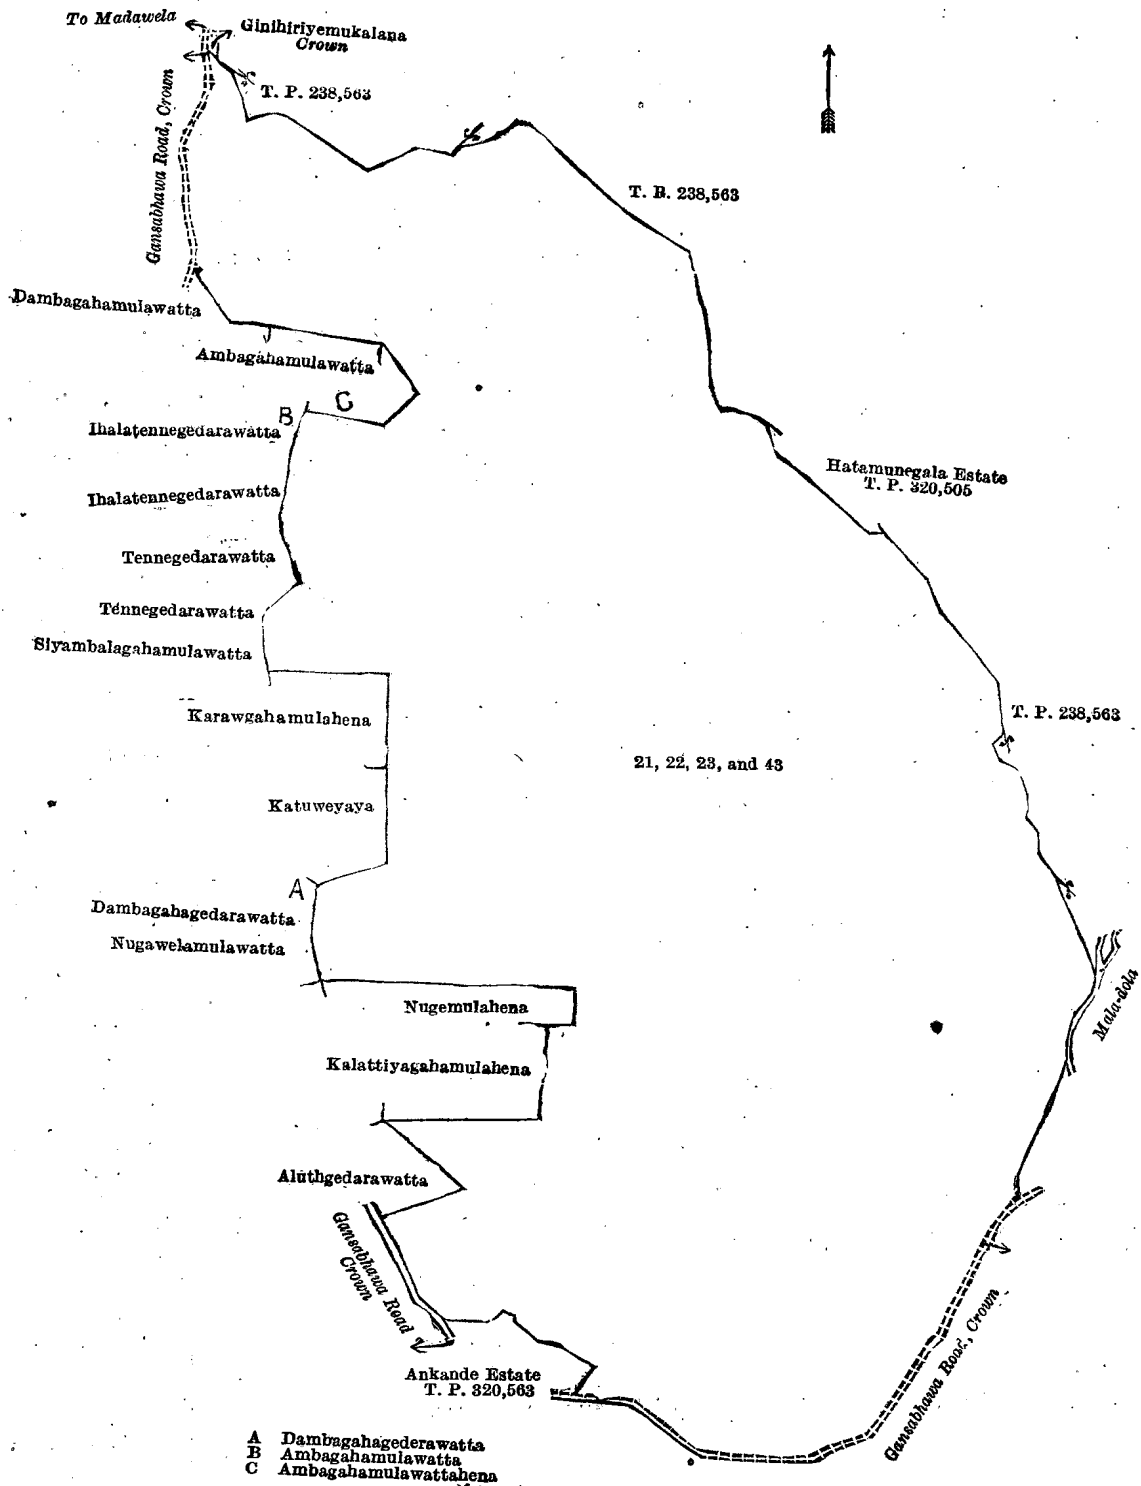 To Madawela
Ginihiriyemukalana
Crown
T. P. 238,563
Gansabhawa Road, Crown
T. B. 238,563
Dambagahamulawatta
Ambagahamulawatta
B C
Ihalatennegedarawatta
Hatamunegala Estate
T. P. 320,505
Ihalatennegedarawatta
Tennegedarawatta
Tennegedarawatta
Siyambalagahamulawatta
Karawgahamulahena
T. P. 238,563
21, 22, 23, and 43
Katuweyaya
A
Dambagahagedarawatta
Nugawelamulawatta
Nugemulahena
Mala-dola
Kalattiyagahamulahena
Aluthgedarawatta
Gansabhawa Road
Crown
Gansabhawa Road, Crown
Ankande Estate
T. P. 320,563
A Dambagahagederawatta
B Ambagahamulawatta
C Ambagahamulawattahena